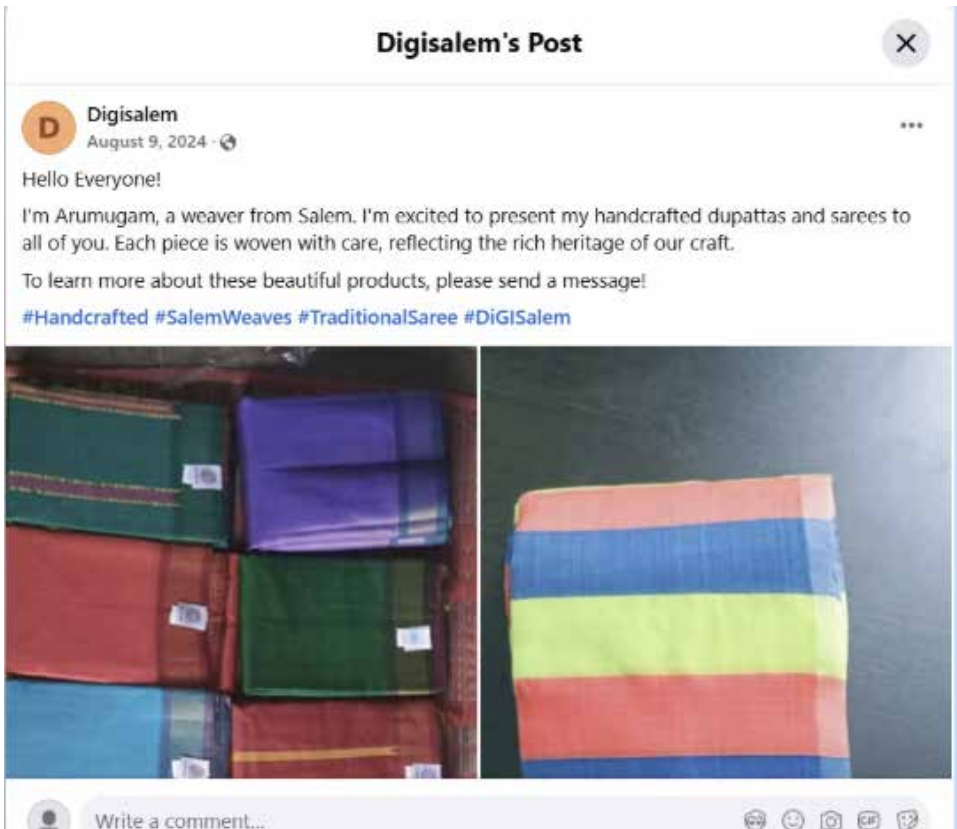 Digisalem's Post
D
Digisalem
August 9, 2024 ·
Hello Everyone!
I'm Arumugam, a weaver from Salem. I'm excited to present my handcrafted dupattas and sarees to
all of you. Each piece is woven with care, reflecting the rich heritage of our craft.
To learn more about these beautiful products, please send a message!
#Handcrafted #SalemWeaves #TraditionalSaree #DiGISalem
Write a comment...
GIF